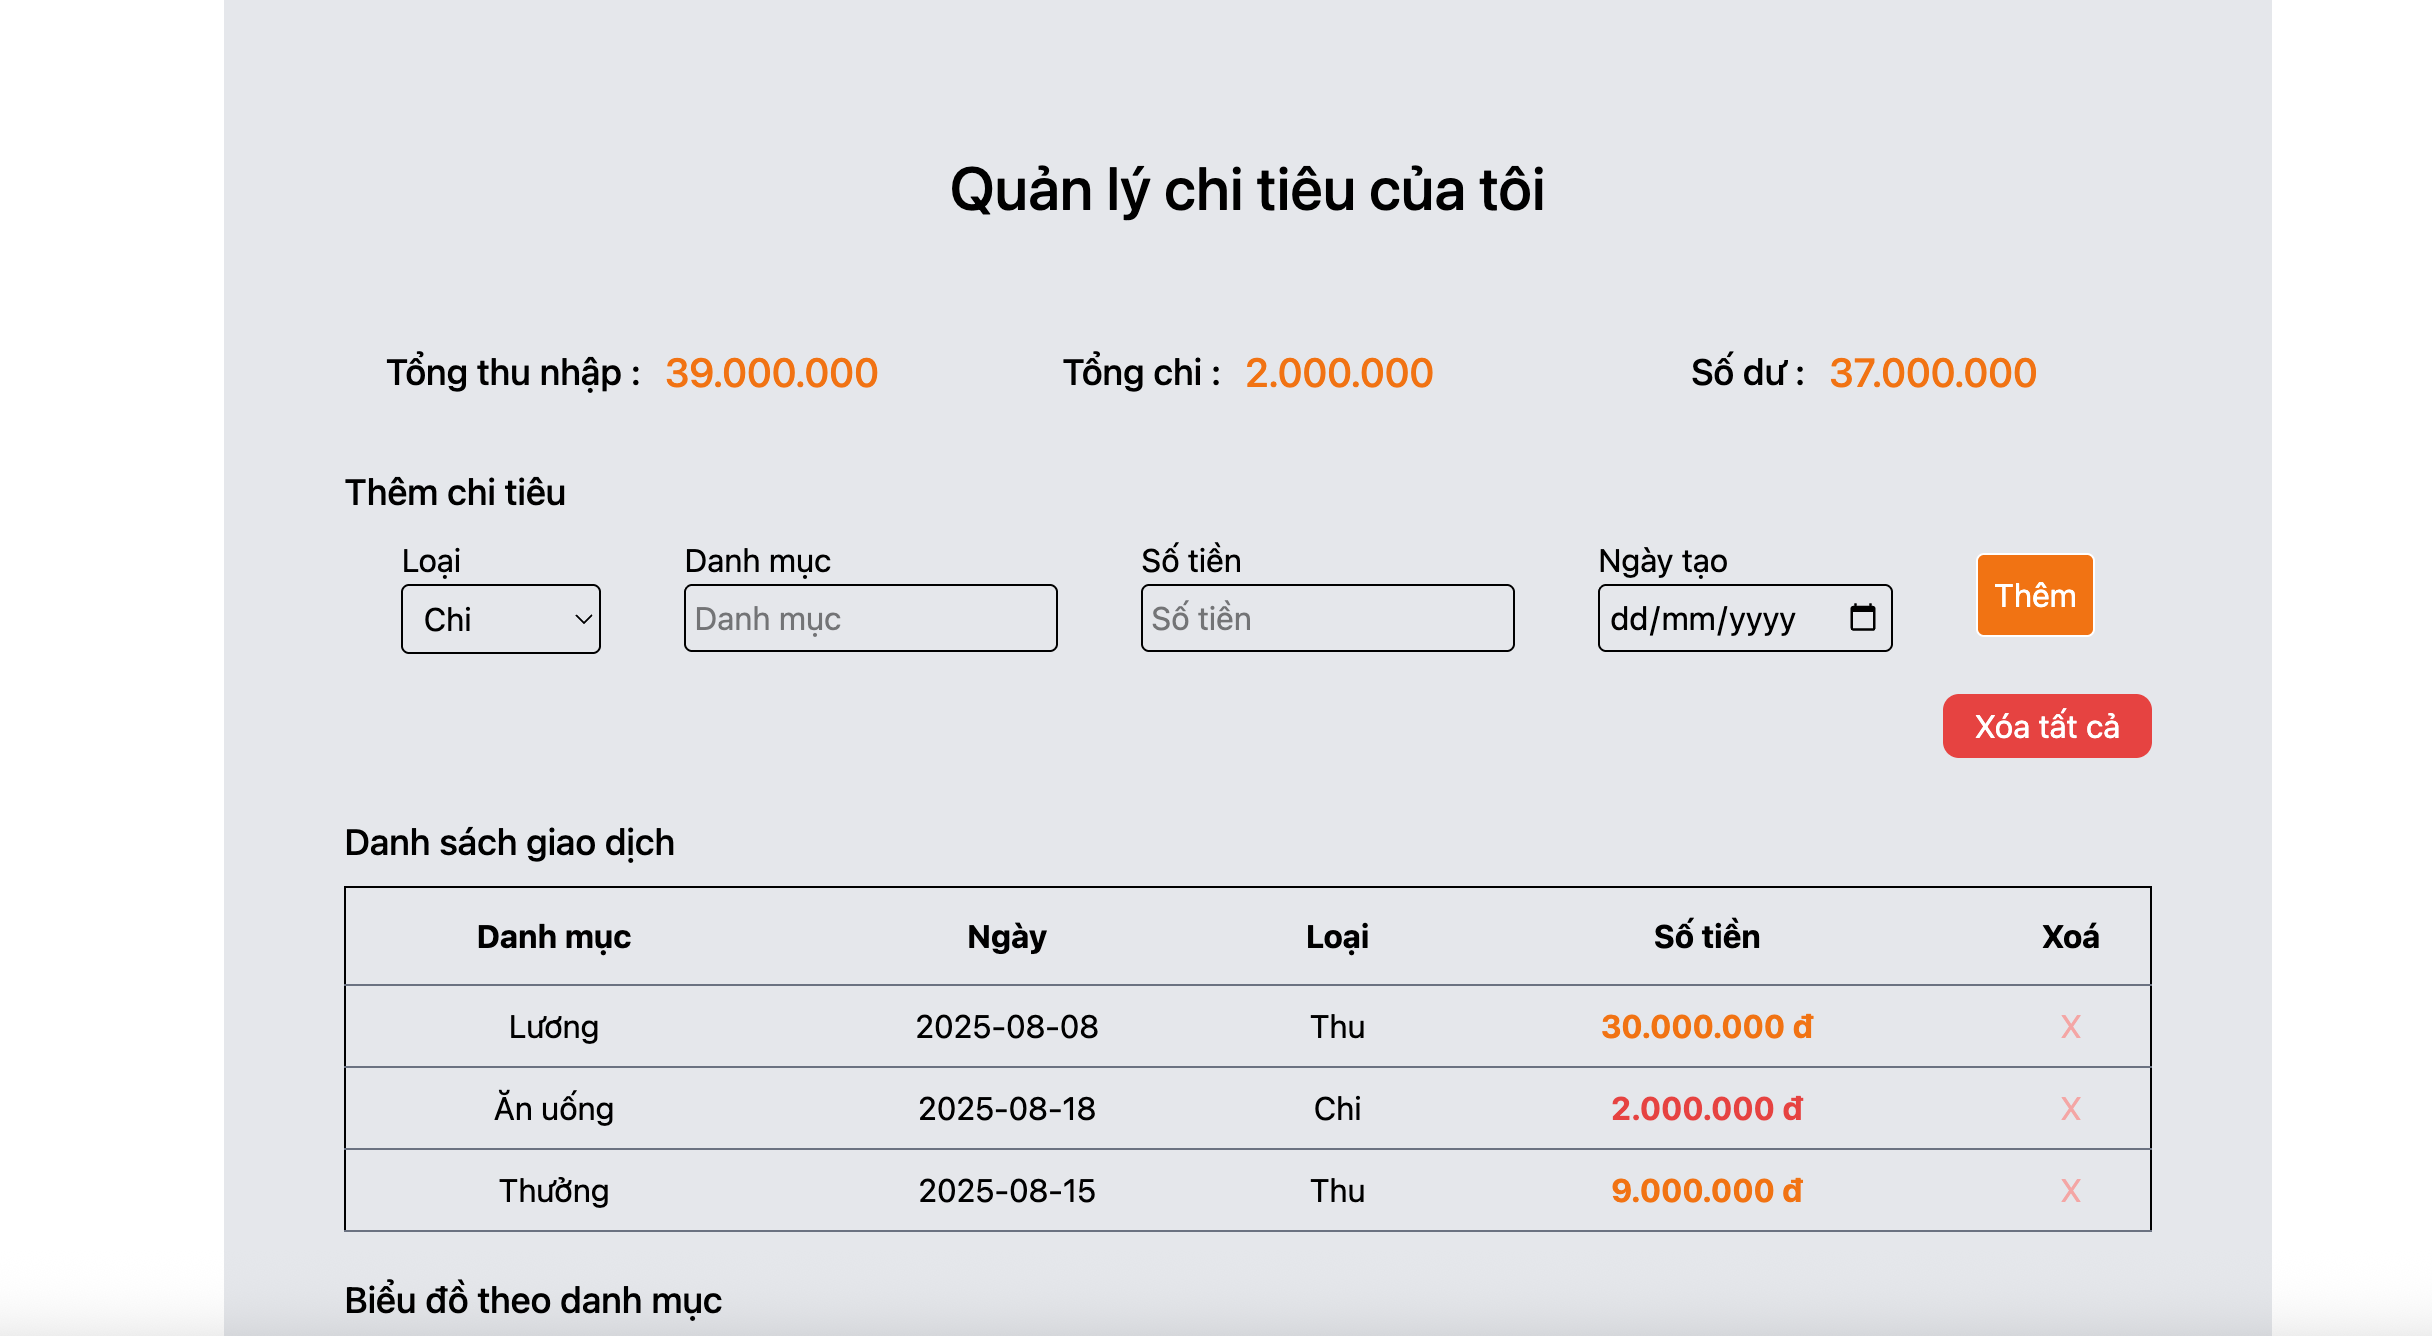 Quản lý chi tiêu của tôi
Tổng thu nhập : 39.000.000 Tổng chi : 2.000.000 Số dư : 37.000.000
Thêm chi tiêu
Loại Danh mục Số tiền Ngày tạo
Chi Danh mục Số tiền dd/mm/yyyy Thêm
Xóa tất cả
Danh sách giao dịch
Danh mục Ngày Loại Số tiền Xoá
Lương 2025-08-08 Thu 30.000.000 đ X
Ăn uống 2025-08-18 Chi 2.000.000 đ X
Thưởng 2025-08-15 Thu 9.000.000 đ X
Biểu đồ theo danh mục